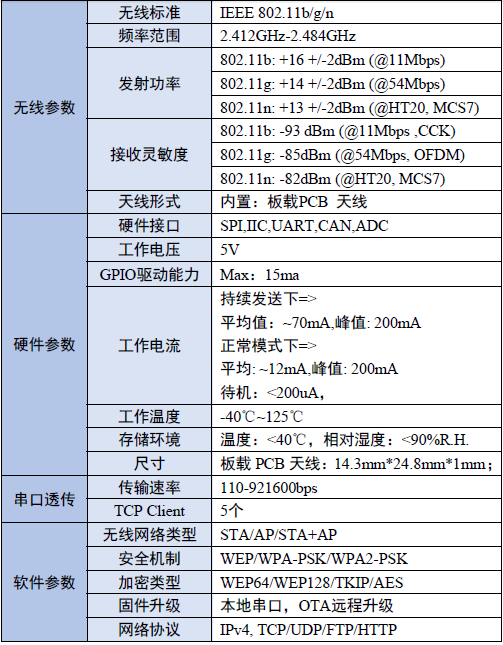 无线参数
无线标准 IEEE 802.11b/g/n
频率范围 2.412GHz-2.484GHz
发射功率 802.11b: +16 +/-2dBm (@11Mbps)
802.11g: +14 +/-2dBm (@54Mbps)
802.11n: +13 +/-2dBm (@HT20, MCS7)
接收灵敏度 802.11b: -93 dBm (@11Mbps ,CCK)
802.11g: -85dBm (@54Mbps, OFDM)
802.11n: -82dBm (@HT20, MCS7)
天线形式 内置：板载PCB 天线
硬件参数
硬件接口 SPI,IIC,UART,CAN,ADC
工作电压 5V
GPIO驱动能力 Max：15ma
工作电流 持续发送下=>
平均值：~70mA,峰值: 200mA
正常模式下=>
平均: ~12mA,峰值: 200mA
待机：<200uA，
工作温度 -40℃~125℃
存储环境 温度：<40℃，相对湿度：<90%R.H.
尺寸 板载 PCB 天线：14.3mm*24.8mm*1mm；
串口透传
传输速率 110-921600bps
TCP Client 5个
软件参数
无线网络类型 STA/AP/STA+AP
安全机制 WEP/WPA-PSK/WPA2-PSK
加密类型 WEP64/WEP128/TKIP/AES
固件升级 本地串口，OTA远程升级
网络协议 IPv4, TCP/UDP/FTP/HTTP